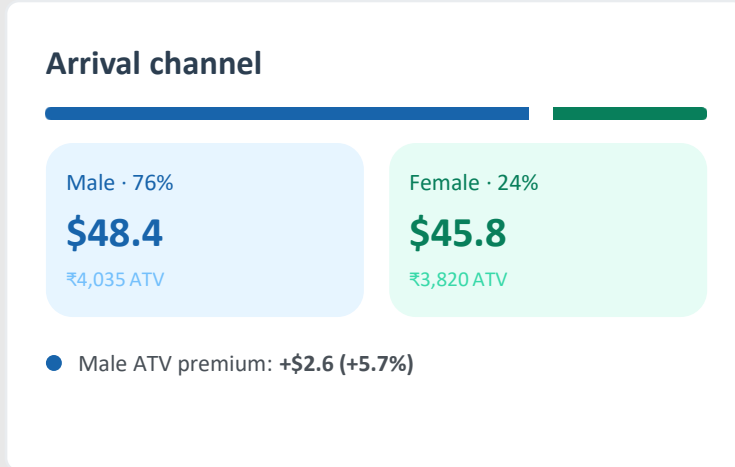 Arrival channel
Male · 76%
Female · 24%
$48.4
$45.8
₹4,035 ATV
₹3,820 ATV
Male ATV premium: +$2.6 (+5.7%)